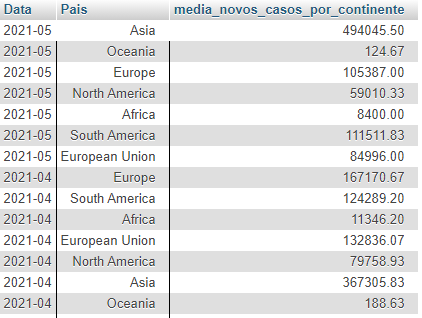 Data Pais media_novos_casos_por_continente
2021-05 Asia 494045.50
2021-05 Oceania 124.67
2021-05 Europe 105387.00
2021-05 North America 59010.33
2021-05 Africa 8400.00
2021-05 South America 111511.83
2021-05 European Union 84996.00
2021-04 Europe 167170.67
2021-04 South America 124289.20
2021-04 Africa 11346.20
2021-04 European Union 132836.07
2021-04 North America 79758.93
2021-04 Asia 367305.83
2021-04 Oceania 188.63